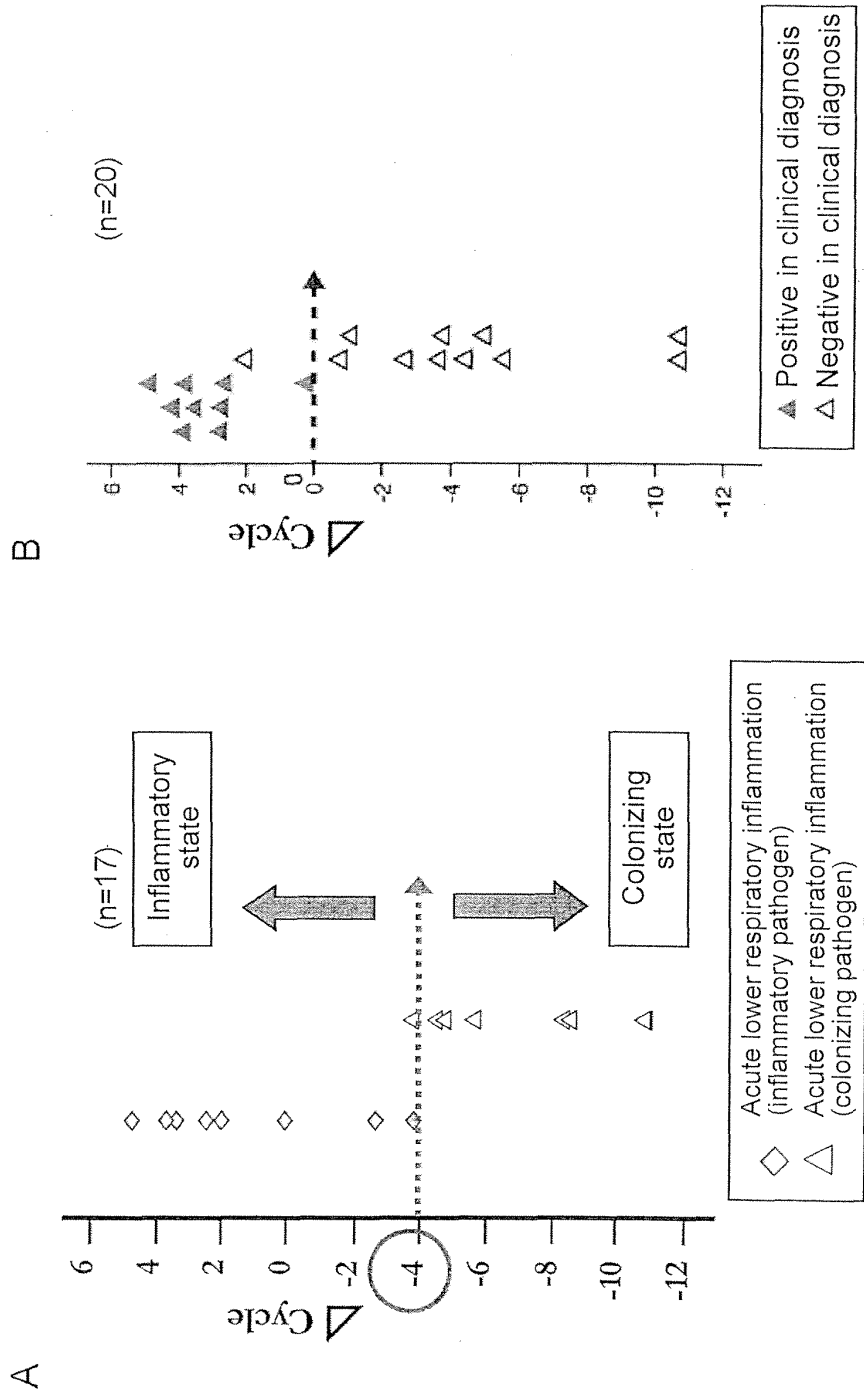 A
(n=17)
Inflammatory
state
Colonizing
state
Δ Cycle
6
4
2
0
-2
-4
-6
-8
-10
-12
◇ Acute lower respiratory inflammation
(inflammatory pathogen)
△ Acute lower respiratory inflammation
(colonizing pathogen)
B
(n=20)
Δ Cycle
6
4
2
0
0
-2
-4
-6
-8
-10
-12
▲ Positive in clinical diagnosis
△ Negative in clinical diagnosis